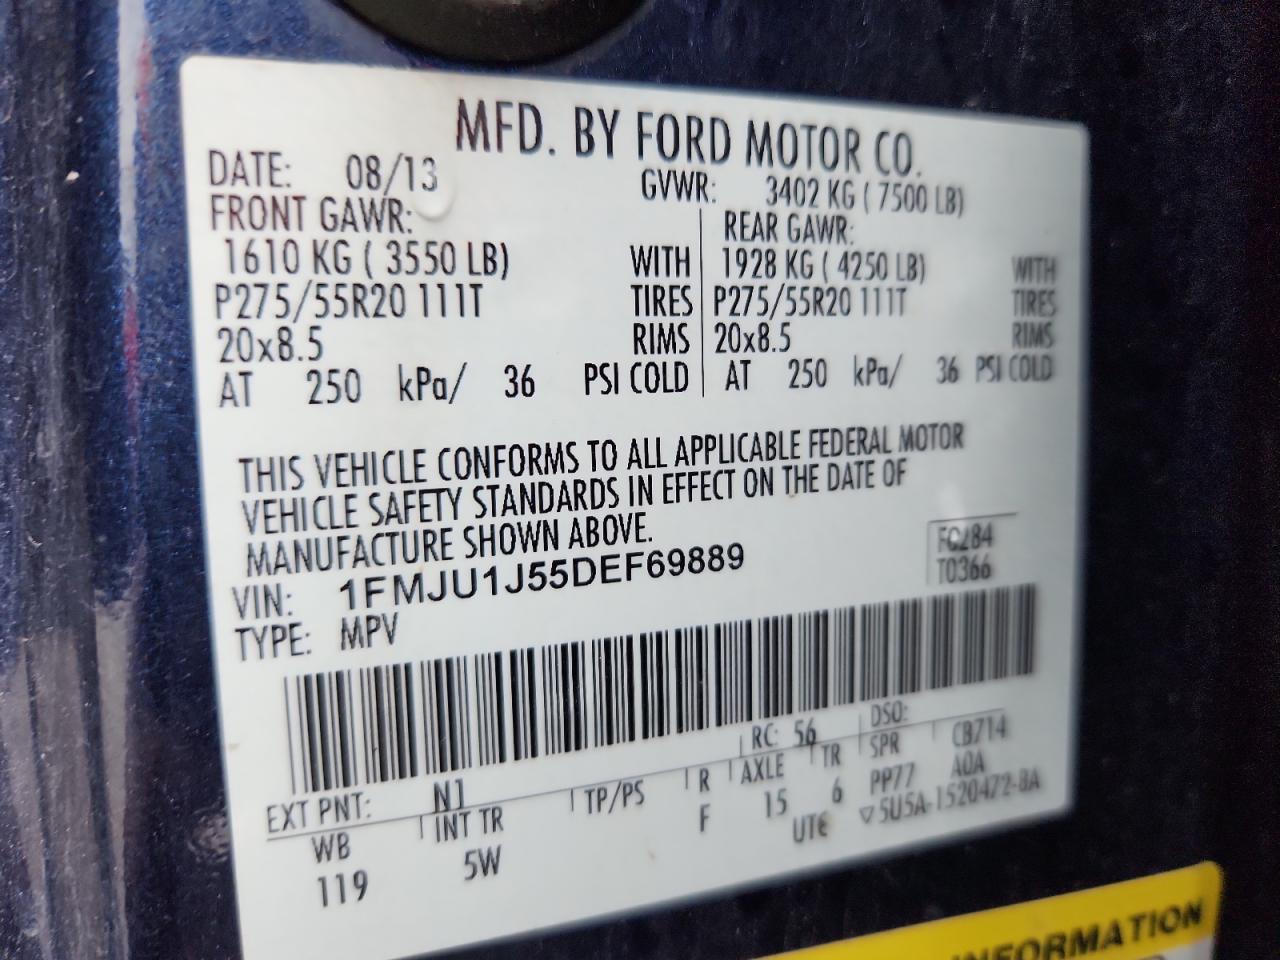 MFD. BY FORD MOTOR CO.
DATE: 08/13 GVWR: 3402 KG ( 7500 LB)
FRONT GAWR: REAR GAWR:
1610 KG ( 3550 LB) WITH 1928 KG ( 4250 LB) WITH
P275/55R20 111T TIRES P275/55R20 111T TIRES
20x8.5 RIMS 20x8.5 RIMS
AT 250 kPa/ 36 PSI COLD AT 250 kPa/ 36 PSI COLD
THIS VEHICLE CONFORMS TO ALL APPLICABLE FEDERAL MOTOR
VEHICLE SAFETY STANDARDS IN EFFECT ON THE DATE OF
MANUFACTURE SHOWN ABOVE.
VIN: 1FMJU1J55DEF69889
TYPE: MPV
T0366
EXT PNT: N1 RC: 56 DSO: CB714
WB INT TR TP/PS R AXLE TR SPR A0A
119 5W F 15 6 PP77
UTC ▽5U5A-1520472-BA
INFORMATION